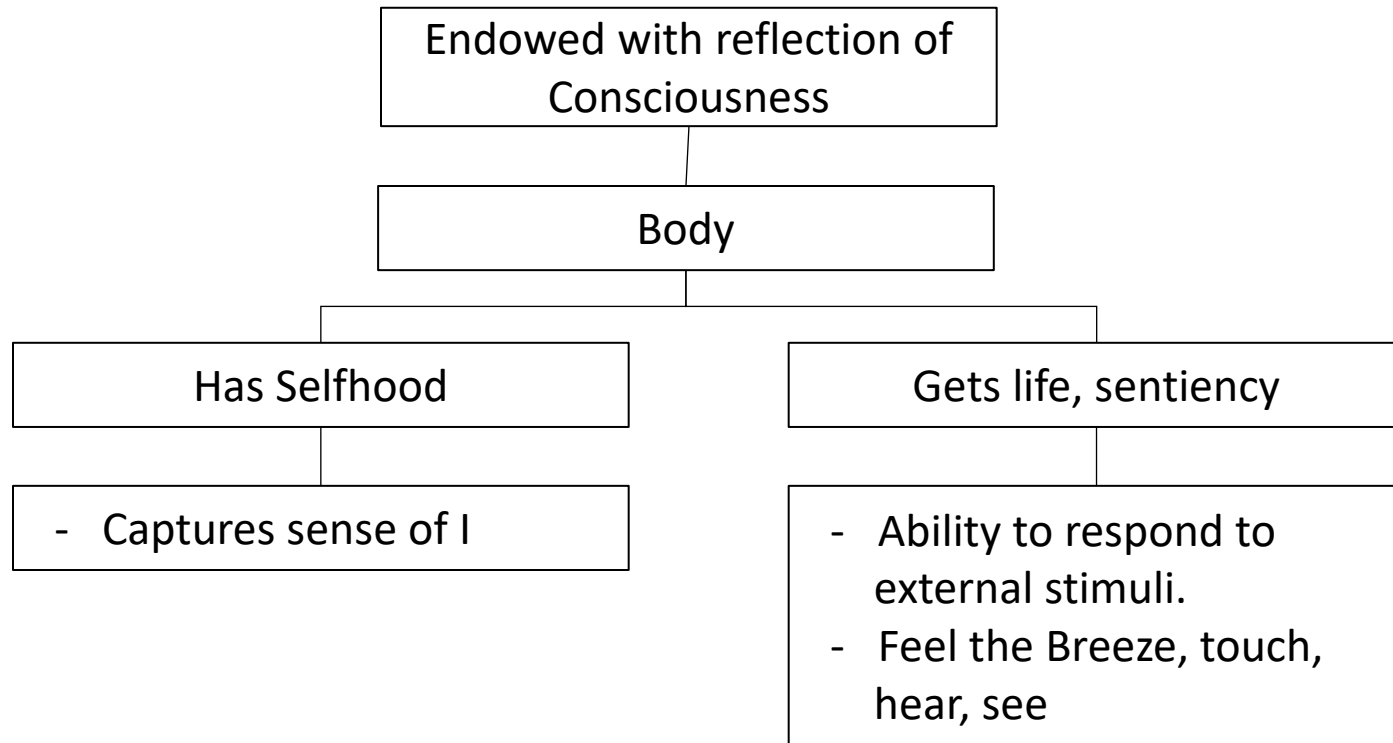 Endowed with reflection of
Consciousness
Body
Has Selfhood
- Captures sense of I
Gets life, sentiency
- Ability to respond to
external stimuli.
- Feel the Breeze, touch,
hear, see